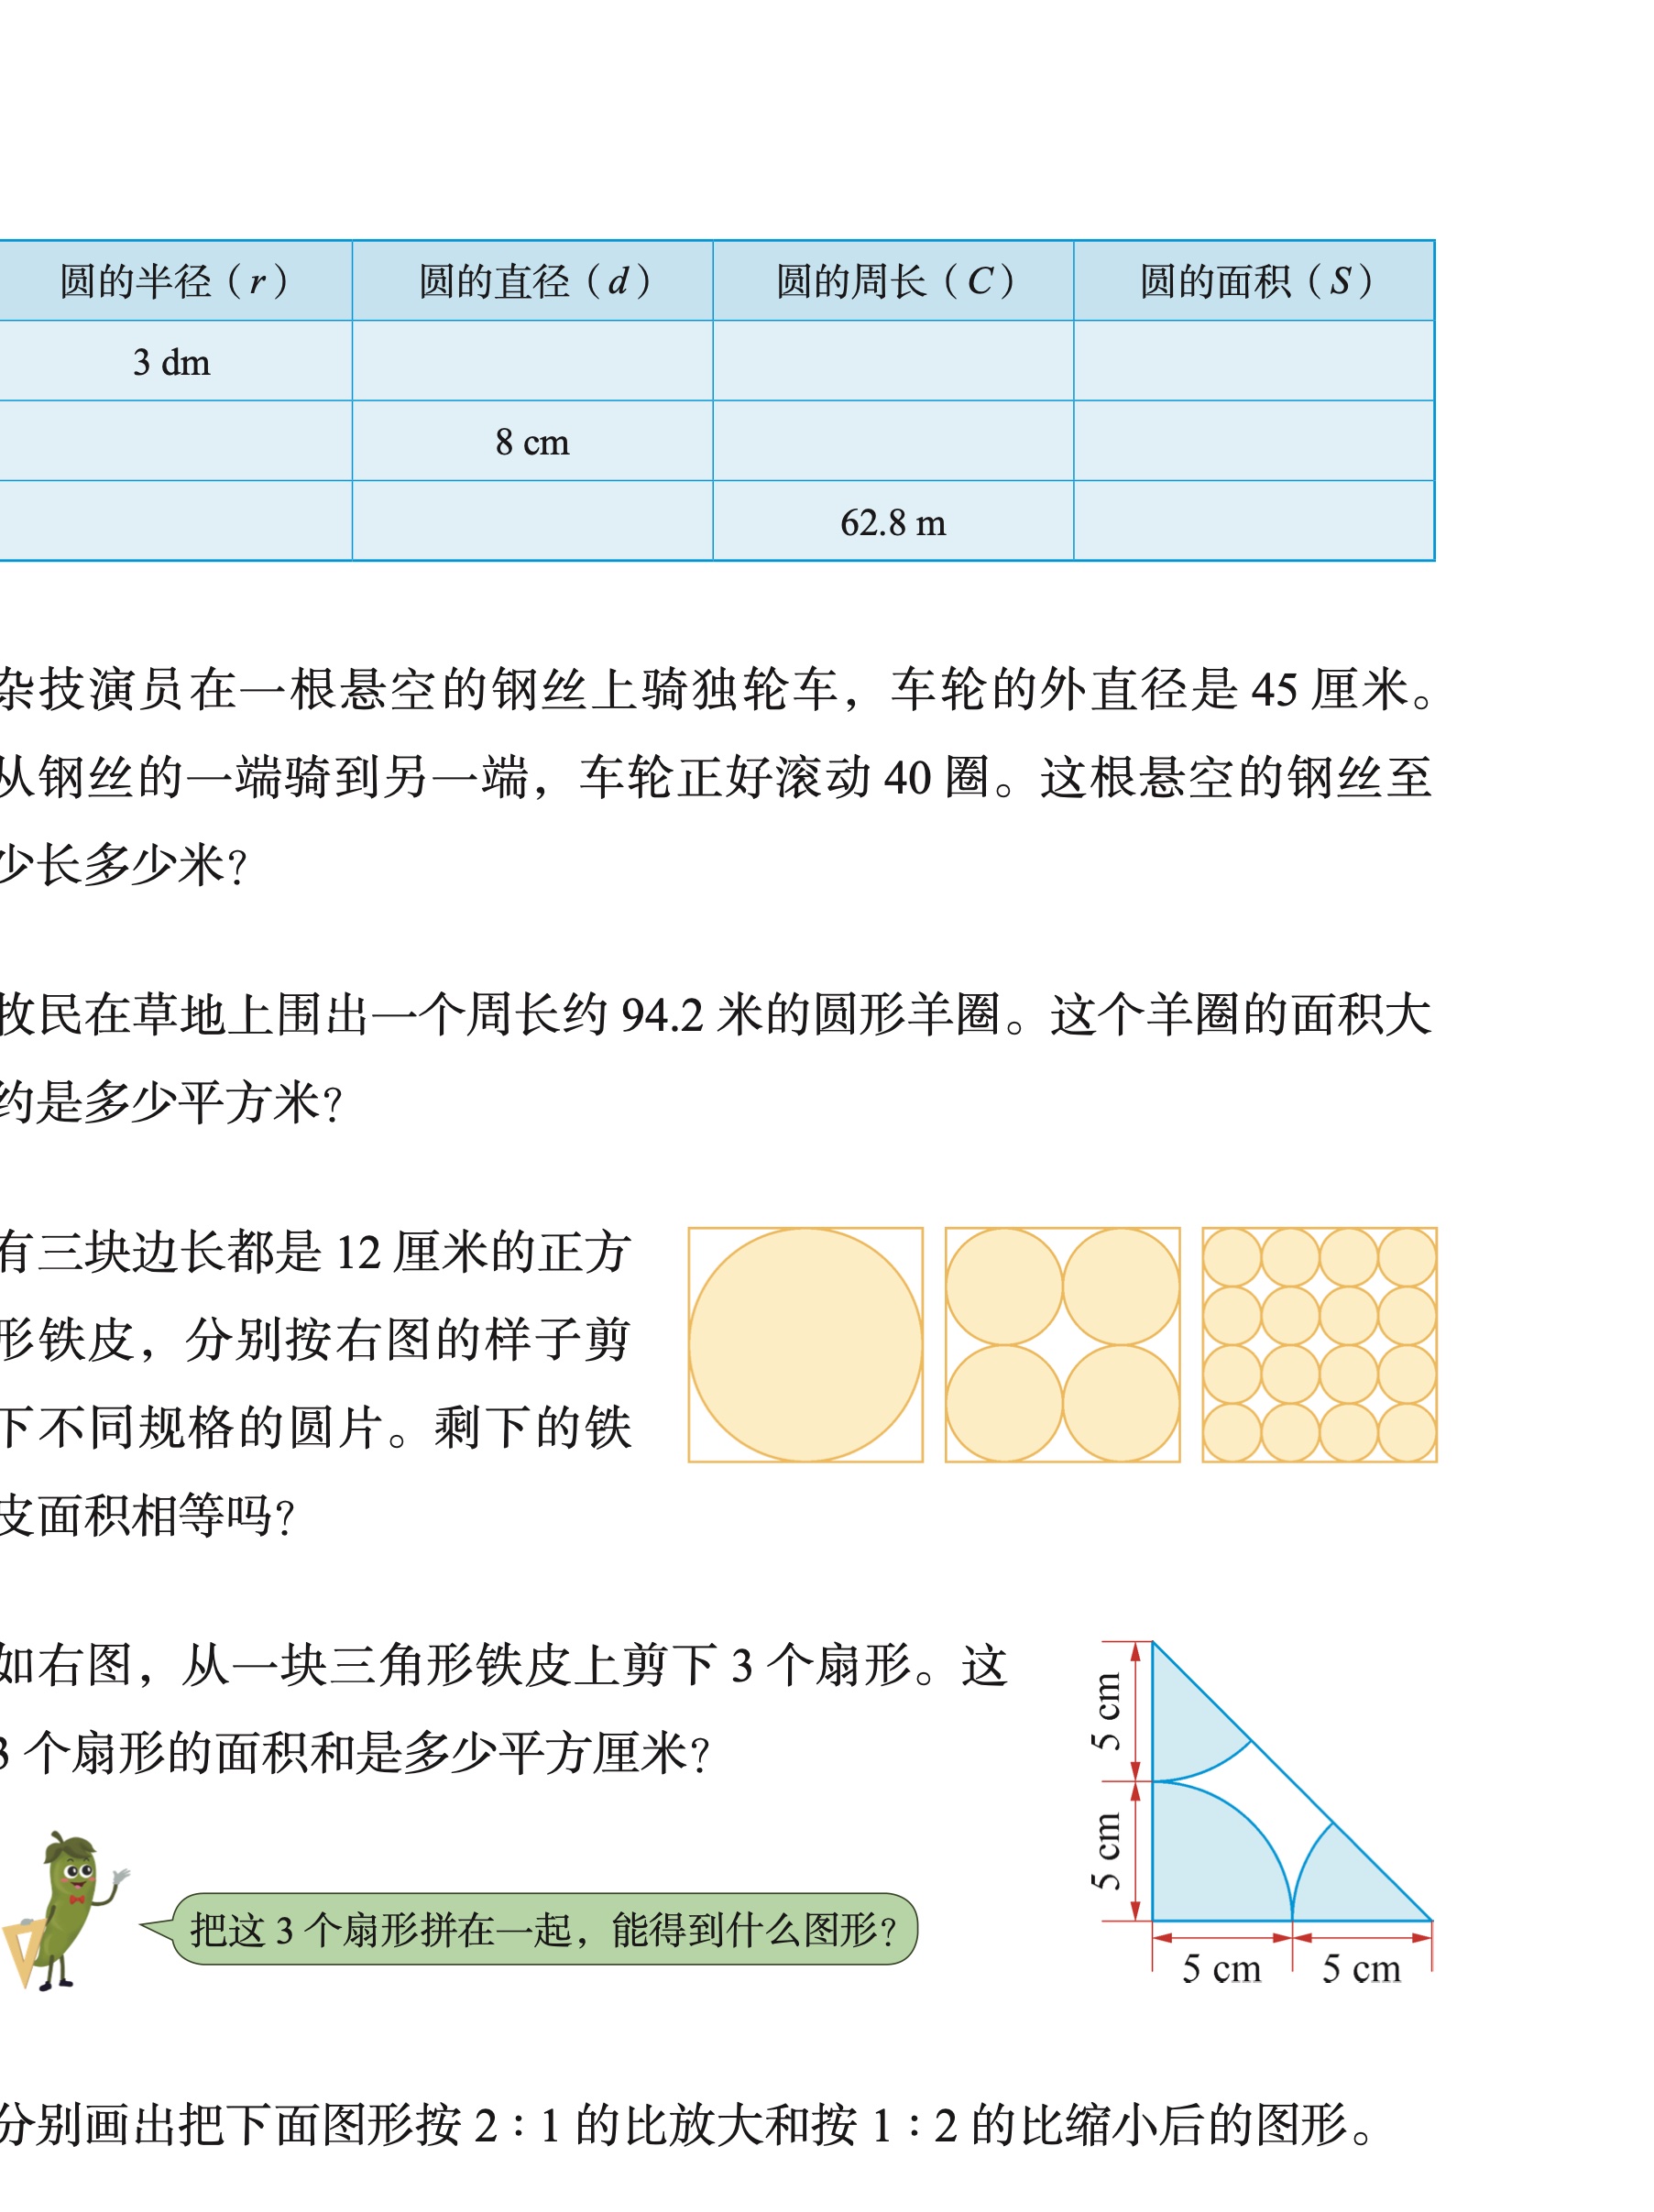 圆的半径（r） 圆的直径（d） 圆的周长（C） 圆的面积（S）
3 dm
8 cm
62.8 m
杂技演员在一根悬空的钢丝上骑独轮车，车轮的外直径是 45 厘米。
从钢丝的一端骑到另一端，车轮正好滚动 40 圈。这根悬空的钢丝至
少长多少米？
牧民在草地上围出一个周长约 94.2 米的圆形羊圈。这个羊圈的面积大
约是多少平方米？
有三块边长都是 12 厘米的正方
形铁皮，分别按右图的样子剪
下不同规格的圆片。剩下的铁
皮面积相等吗？
如右图，从一块三角形铁皮上剪下 3 个扇形。这
3 个扇形的面积和是多少平方厘米？
5 cm
5 cm
5 cm 5 cm
把这 3 个扇形拼在一起，能得到什么图形？
分别画出把下面图形按 2∶1 的比放大和按 1∶2 的比缩小后的图形。